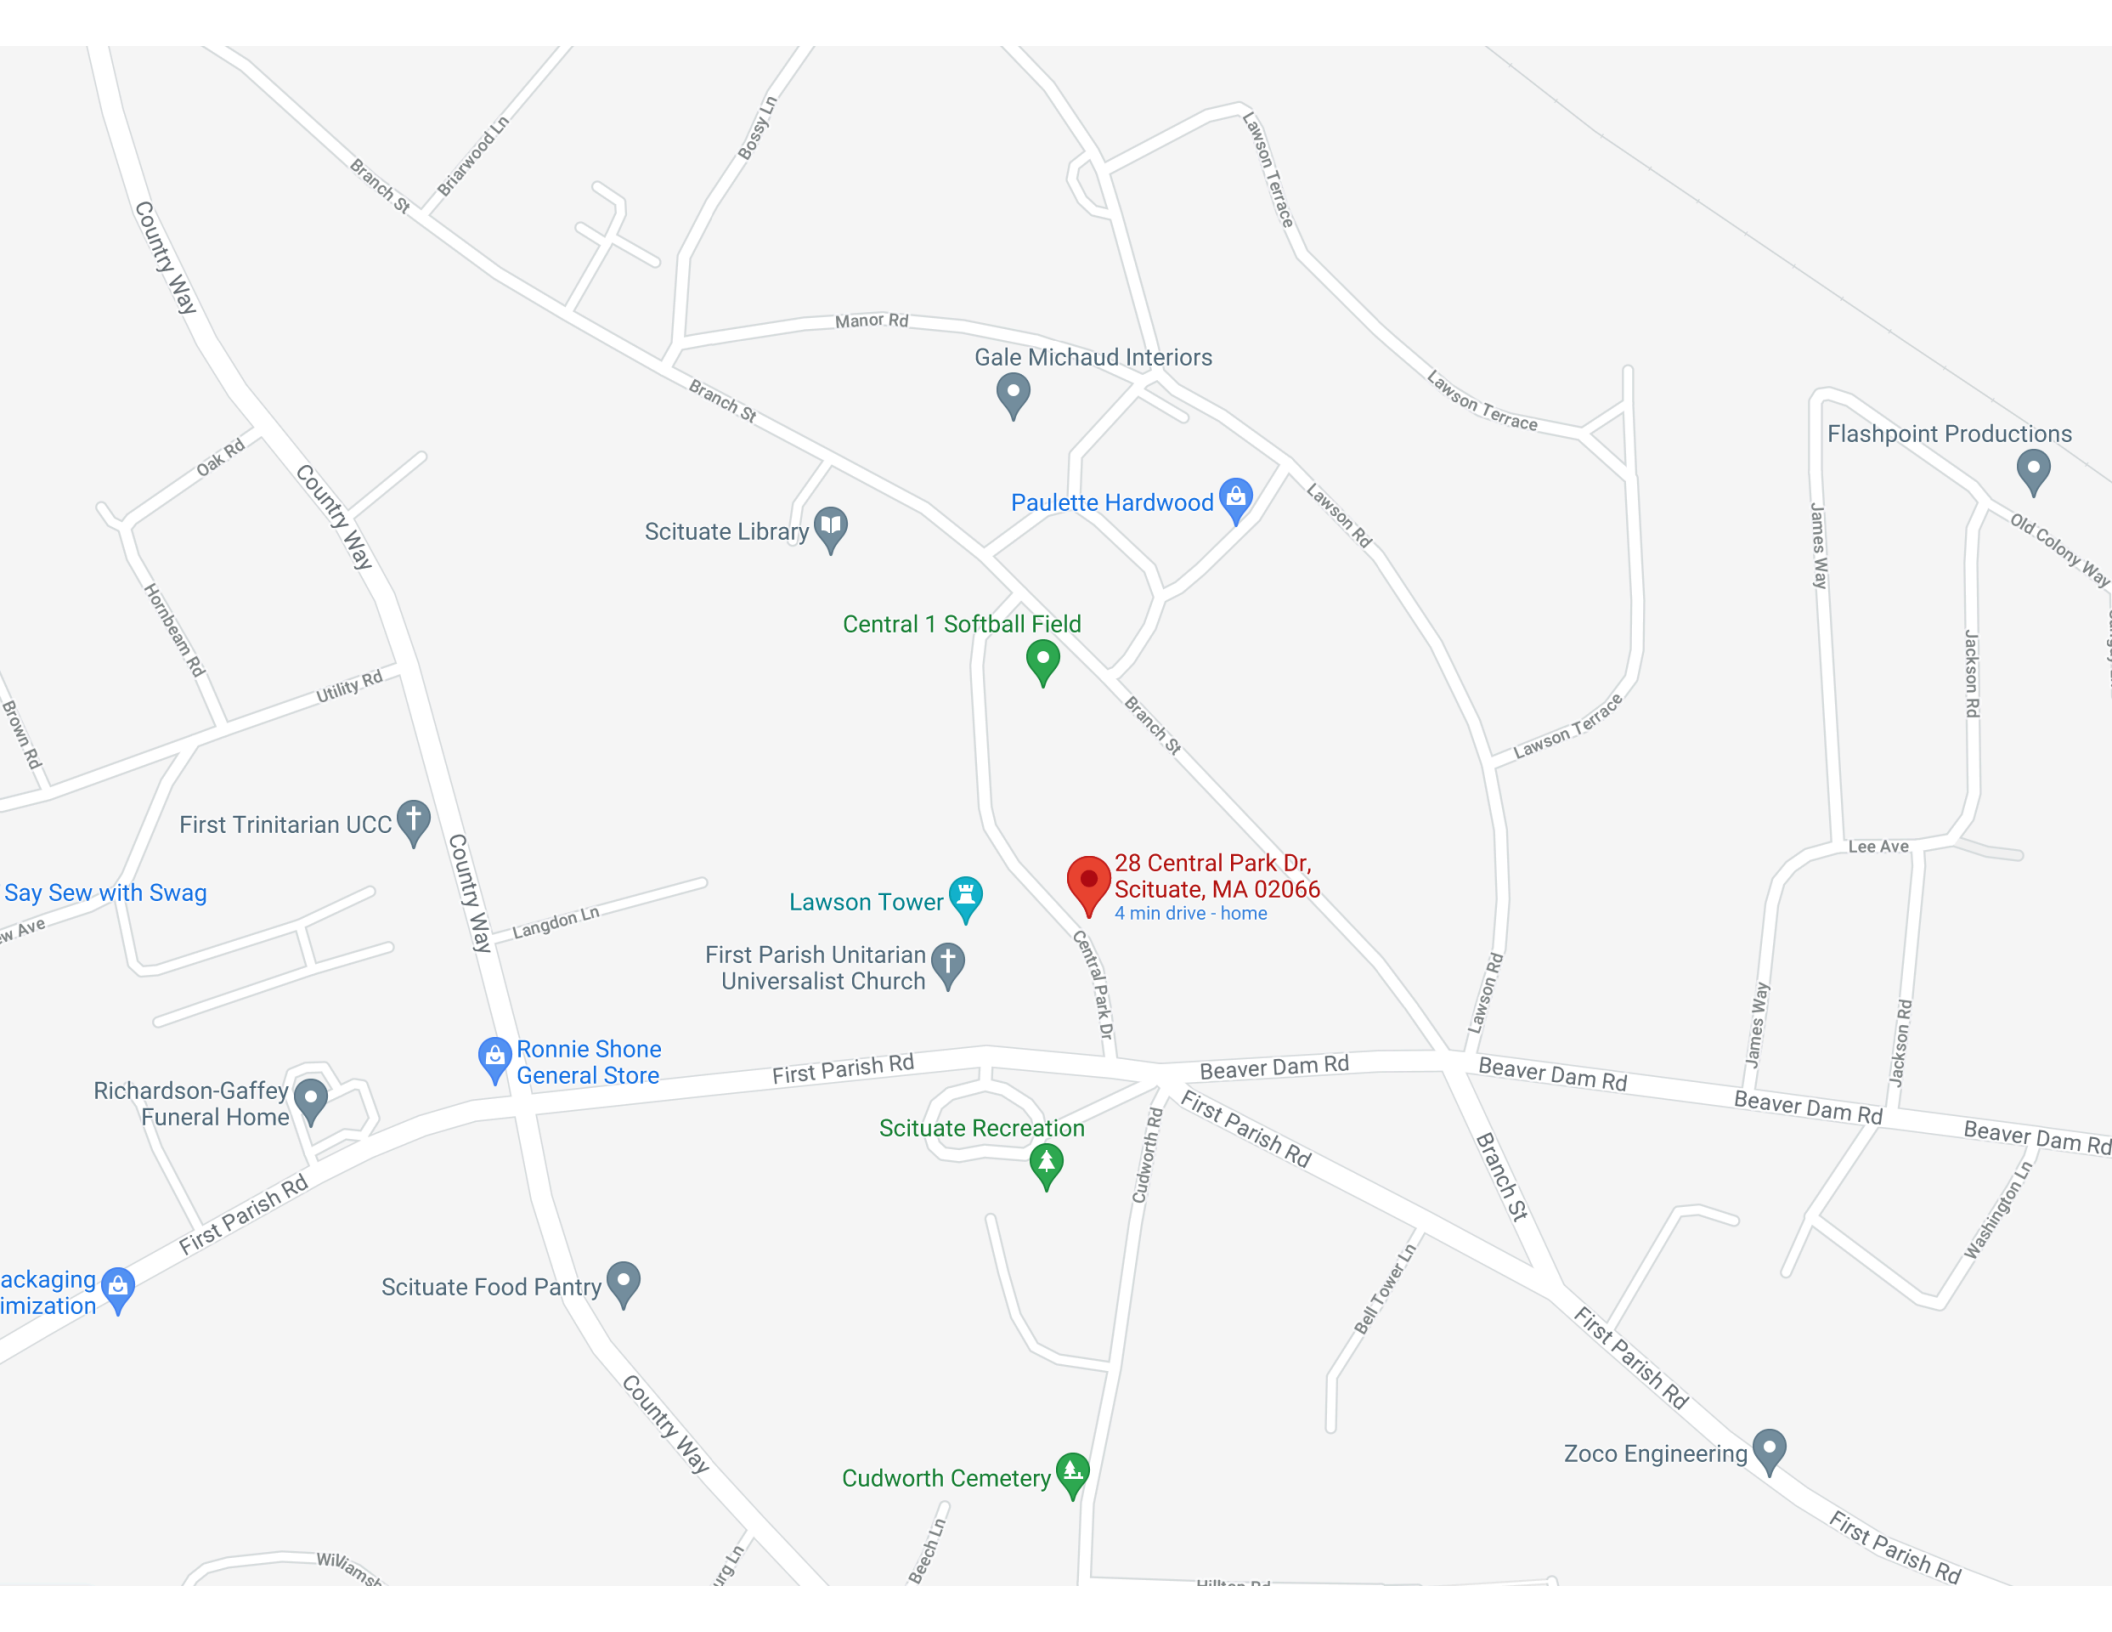 Bossy Ln
Briarwood Ln
Lawson Terrace
Branch St
Country Way
Manor Rd
Gale Michaud Interiors
Branch St
Lawson Terrace
Flashpoint Productions
Oak Rd
Country Way
Paulette Hardwood
Lawson Rd
Scituate Library
James Way
Old Colony Way
Hornbeam Rd
Central 1 Softball Field
Jackson Rd
Utility Rd
Brown Rd
Branch St
Lawson Terrace
First Trinitarian UCC
Country Way
Lee Ave
28 Central Park Dr,
Scituate, MA 02066
4 min drive - home
Say Sew with Swag
Lawson Tower
Langdon Ln
ew Ave
First Parish Unitarian
Universalist Church
Central Park Dr
Lawson Rd
James Way
Jackson Rd
Ronnie Shone
General Store
First Parish Rd
Beaver Dam Rd
Beaver Dam Rd
Beaver Dam Rd
Beaver Dam Rd
Richardson-Gaffey
Funeral Home
Scituate Recreation
First Parish Rd
Cudworth Rd
Branch St
Washington Ln
First Parish Rd
ackaging
imization
Scituate Food Pantry
Bell Tower Ln
First Parish Rd
Country Way
Zoco Engineering
Cudworth Cemetery
First Parish Rd
Beech Ln
urg Ln
Williamsb
Hilltop Rd